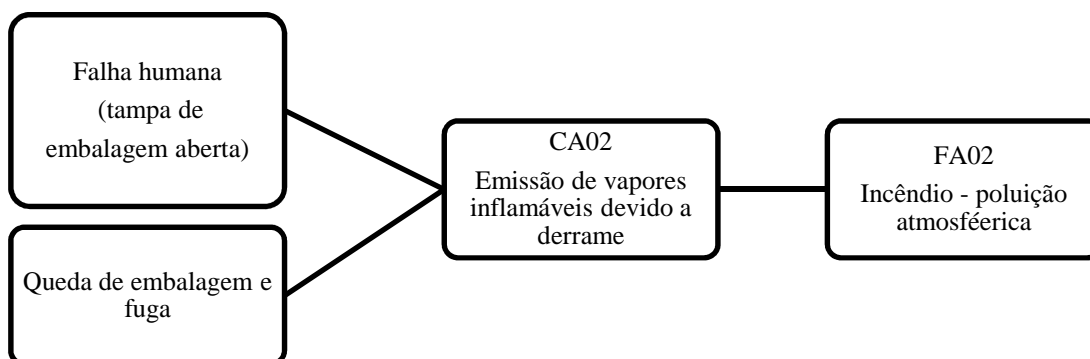 Falha humana
(tampa de
embalagem aberta)
Queda de embalagem e
fuga
CA02
Emissão de vapores
inflamáveis devido a
derrame
FA02
Incêndio - poluição
atmosféerica